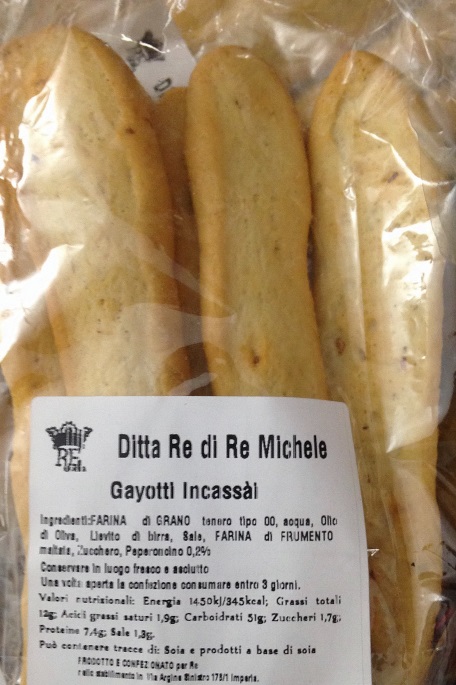 RE
Ditta Re di Re Michele
Gayotti Incassài
Ingredienti:FARINA di GRANO tenero tipo 00, acqua, Olio
di Oliva, Lievito di birra, Sale, FARINA di FRUMENTO
maltata, Zucchero, Peperoncino 0,2%
Conservare in luogo fresco e asciutto
Una volta aperta la confezione consumare entro 3 giorni.
Valori nutrizionali: Energia 1450kJ/345kcal; Grassi totali
12g; Acidi grassi saturi 1,9g; Carboidrati 51g; Zuccheri 1,7g;
Proteine 7,4g; Sale 1,3g.
Può contenere tracce di: Soia e prodotti a base di soia
PRODOTTO E CONFEZIONATO per Re
nello stabilimento in Via Argine Sinistro 175/1 Imperia.